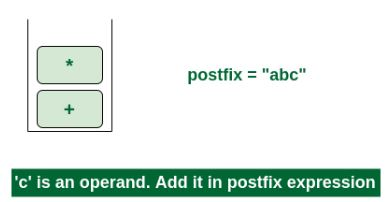 *
postfix = "abc"
+
'c' is an operand. Add it in postfix expression